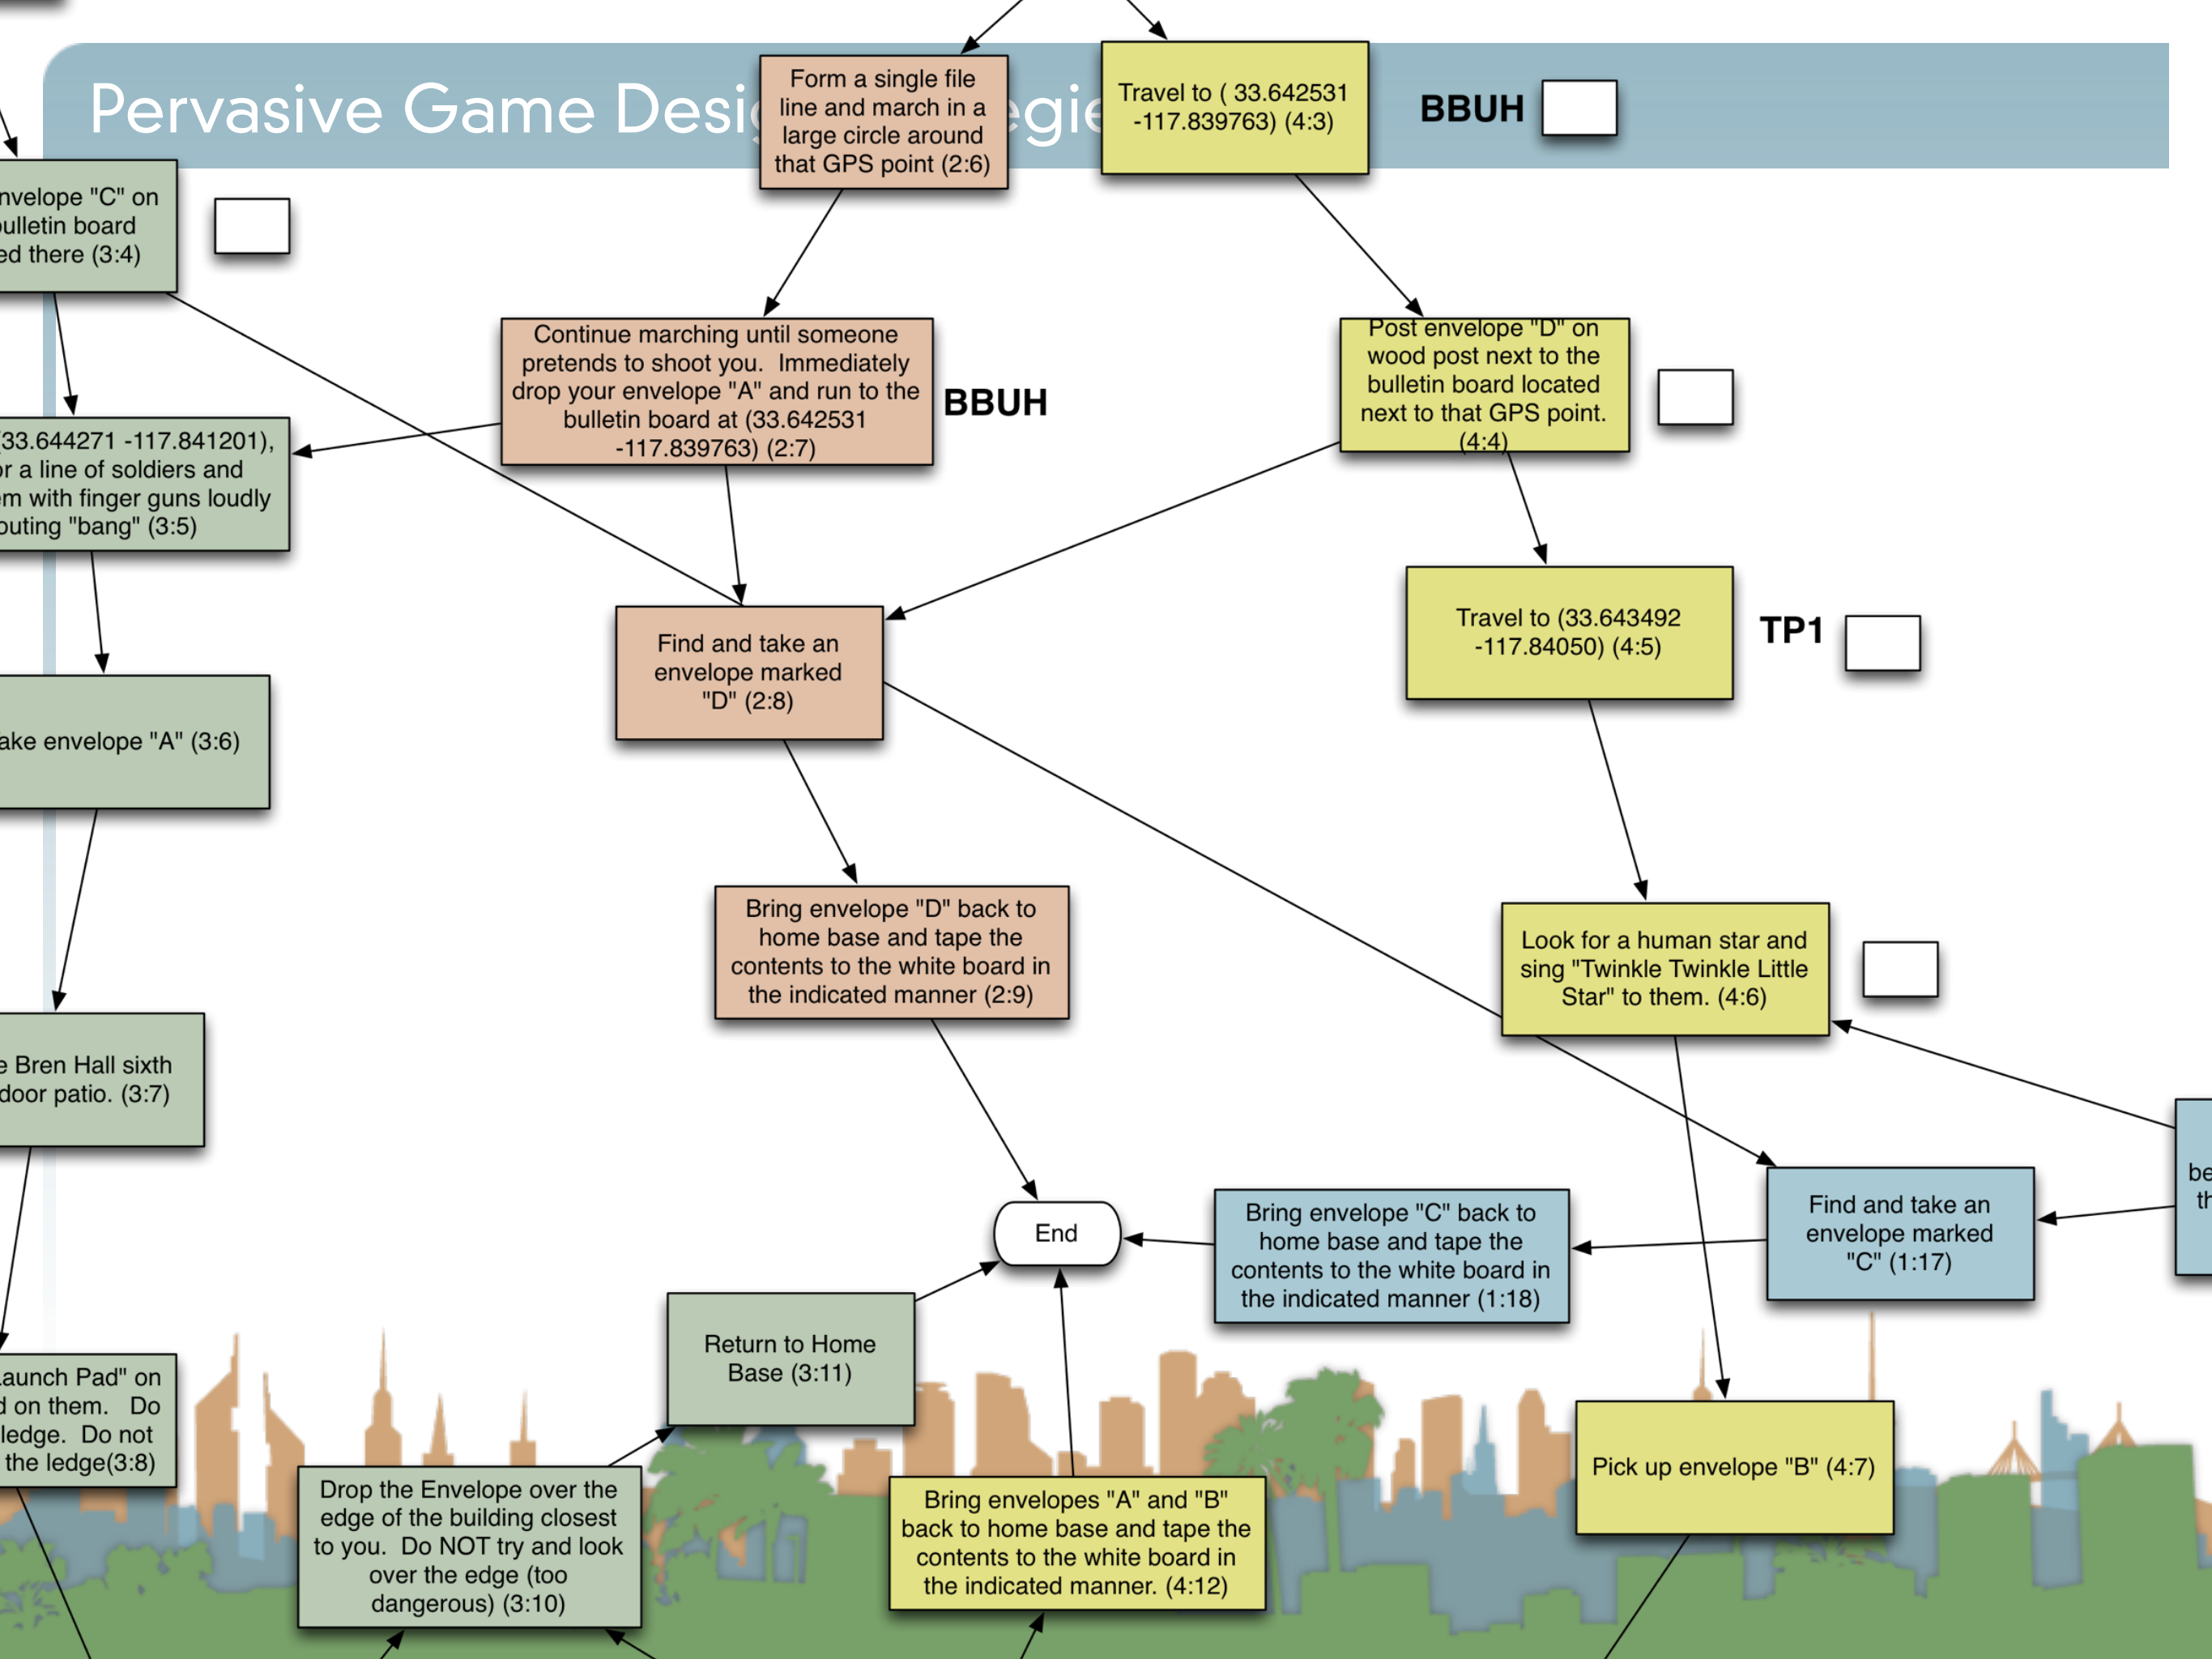 Pervasive Game Desi
egie
Form a single file
line and march in a
large circle around
that GPS point (2:6)
Travel to ( 33.642531
-117.839763) (4:3)
BBUH
nvelope "C" on
ulletin board
ed there (3:4)
Continue marching until someone
pretends to shoot you. Immediately
drop your envelope "A" and run to the
bulletin board at (33.642531
-117.839763) (2:7)
BBUH
Post envelope "D" on
wood post next to the
bulletin board located
next to that GPS point.
(4:4)
(33.644271 -117.841201),
or a line of soldiers and
em with finger guns loudly
outing "bang" (3:5)
Find and take an
envelope marked
"D" (2:8)
Travel to (33.643492
-117.84050) (4:5)
TP1
ake envelope "A" (3:6)
Bring envelope "D" back to
home base and tape the
contents to the white board in
the indicated manner (2:9)
Look for a human star and
sing "Twinkle Twinkle Little
Star" to them. (4:6)
e Bren Hall sixth
door patio. (3:7)
End
Bring envelope "C" back to
home base and tape the
contents to the white board in
the indicated manner (1:18)
Find and take an
envelope marked
"C" (1:17)
be
th
Return to Home
Base (3:11)
Launch Pad" on
d on them. Do
ledge. Do not
the ledge(3:8)
Drop the Envelope over the
edge of the building closest
to you. Do NOT try and look
over the edge (too
dangerous) (3:10)
Bring envelopes "A" and "B"
back to home base and tape the
contents to the white board in
the indicated manner. (4:12)
Pick up envelope "B" (4:7)